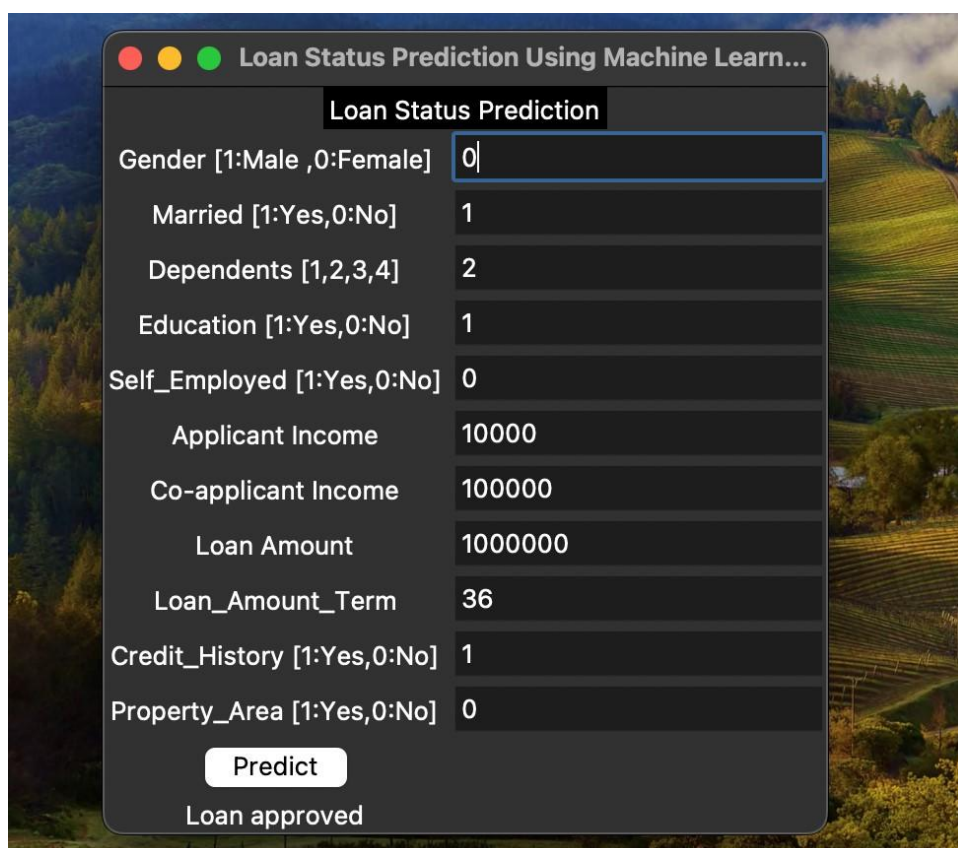 Loan Status Prediction Using Machine Learn...
Loan Status Prediction
Gender [1:Male ,0:Female] 0
Married [1:Yes,0:No] 1
Dependents [1,2,3,4] 2
Education [1:Yes,0:No] 1
Self_Employed [1:Yes,0:No] 0
Applicant Income 10000
Co-applicant Income 100000
Loan Amount 1000000
Loan_Amount_Term 36
Credit_History [1:Yes,0:No] 1
Property_Area [1:Yes,0:No] 0
Predict
Loan approved